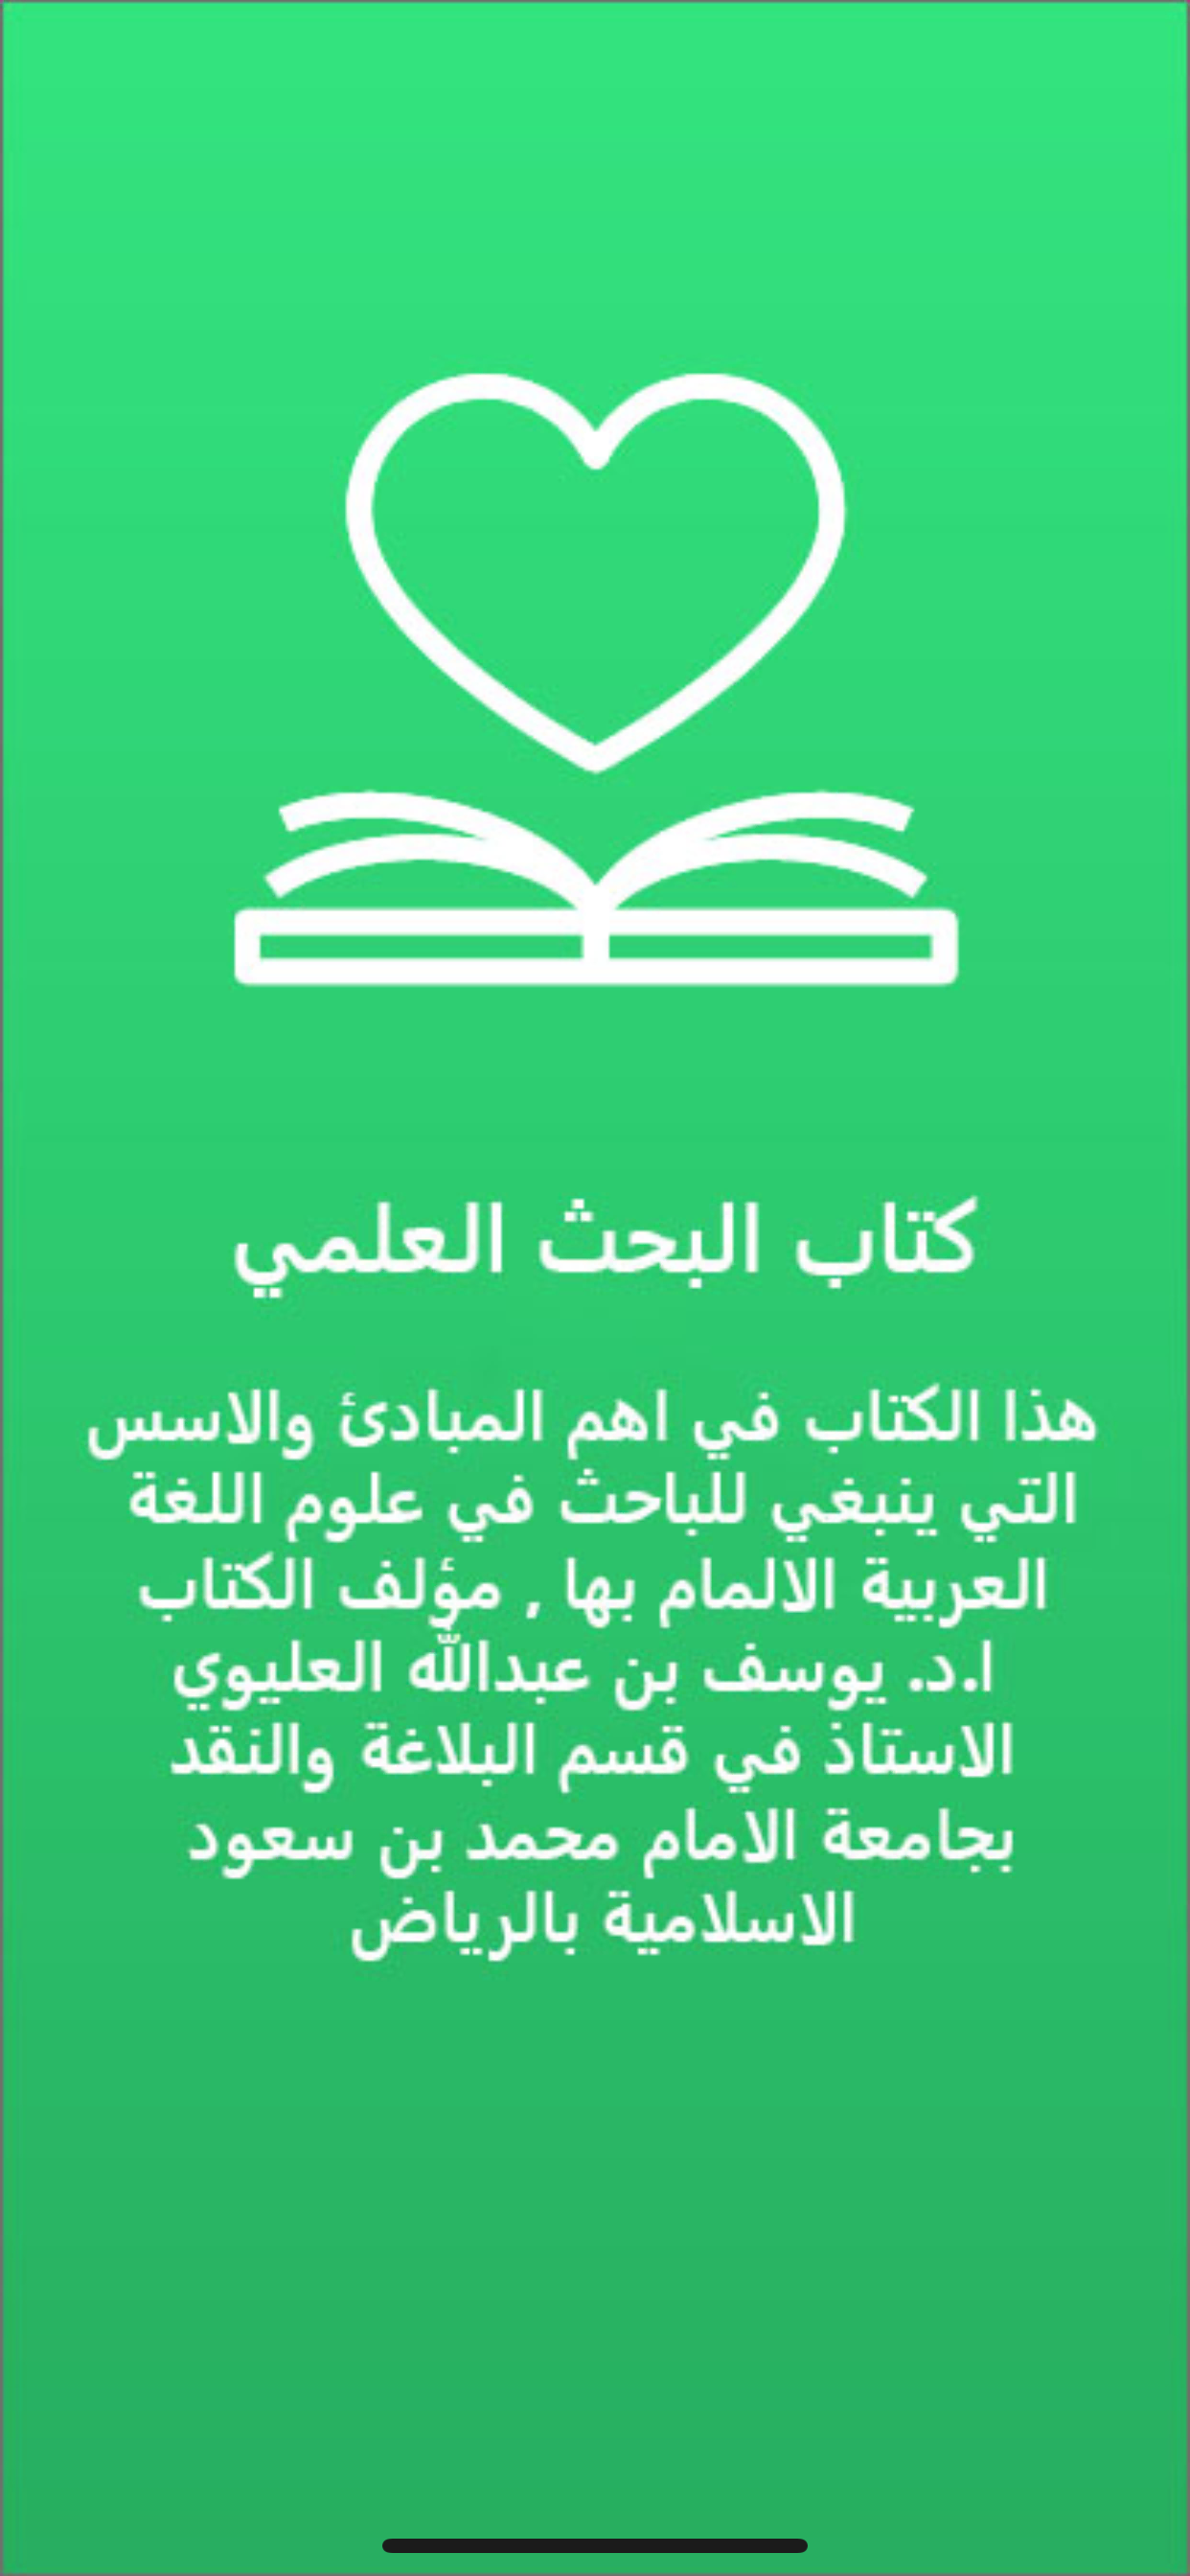 كتاب البحث العلمي
هذا الكتاب في اهم المبادئ والاسس
التي ينبغي للباحث في علوم اللغة
العربية الالمام بها , مؤلف الكتاب
ا.د. يوسف بن عبدالله العليوي
الاستاذ في قسم البلاغة والنقد
بجامعة الامام محمد بن سعود
الاسلامية بالرياض